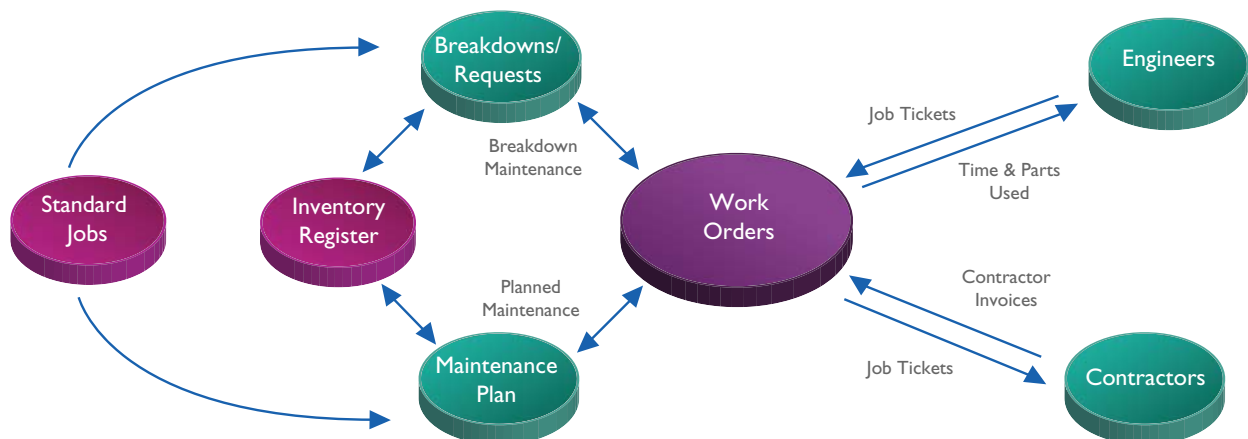 Breakdowns/
Requests
Engineers
Job Tickets
Breakdown
Maintenance
Time & Parts
Used
Standard
Jobs
Inventory
Register
Work
Orders
Planned
Maintenance
Contractor
Invoices
Maintenance
Plan
Job Tickets
Contractors